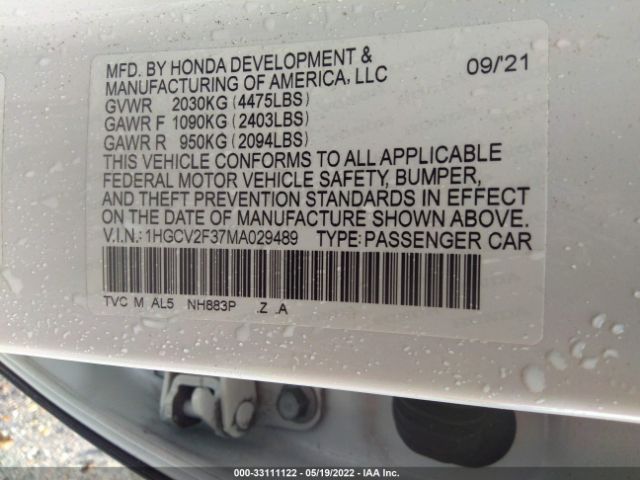 MFD. BY HONDA DEVELOPMENT & 09/'21
MANUFACTURING OF AMERICA, LLC
GVWR 2030KG (4475LBS)
GAWR F 1090KG (2403LBS)
GAWR R 950KG (2094LBS)
THIS VEHICLE CONFORMS TO ALL APPLICABLE
FEDERAL MOTOR VEHICLE SAFETY, BUMPER,
AND THEFT PREVENTION STANDARDS IN EFFECT
ON THE DATE OF MANUFACTURE SHOWN ABOVE.
V.I.N.: 1HGCV2F37MA029489 TYPE: PASSENGER CAR
TVC M AL5 NH883P .Z .A
000-33111122 - 05/19/2022 - IAA Inc.